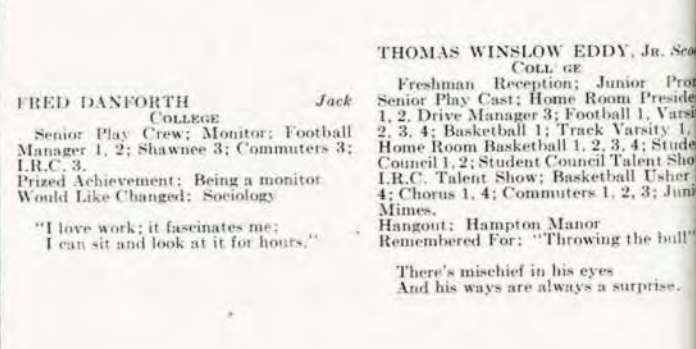 FRED DANFORTH Jack
COLLEGE
Senior Play Crew; Monitor; Football
Manager 1, 2; Shawnee 3; Commuters 3;
I.R.C. 3.
Prized Achievement: Being a monitor
Would Like Changed: Sociology
"I love work; it fascinates me;
I can sit and look at it for hours."
THOMAS WINSLOW EDDY, JR.
COLL GE
Freshman Reception; Junior
Senior Play Cast; Home Room
1, 2, Drive Manager 3; Football 1,
2, 3, 4; Basketball 1; Track Varsity 1,
Home Room Basketball 1, 2, 3, 4;
Council 1, 2; Student Council Talent
I.R.C. Talent Show; Basketball Usher
4; Chorus 1, 4; Commuters 1, 2, 3;
Mimes.
Hangout: Hampton Manor
Remembered For: "Throwing the bull"
There's mischief in his eyes
And his ways are always a surprise.